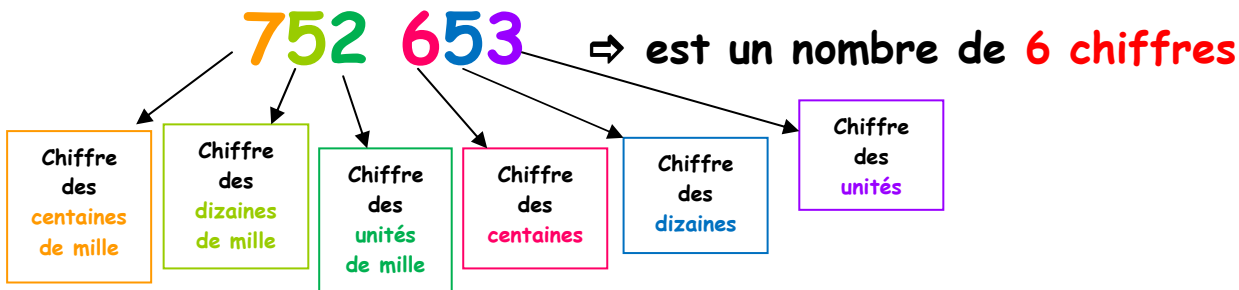 752 653 ⇨ est un nombre de 6 chiffres
Chiffre
des
centaines
de mille
Chiffre
des
dizaines
de mille
Chiffre
des
unités
de mille
Chiffre
des
centaines
Chiffre
des
dizaines
Chiffre
des
unités